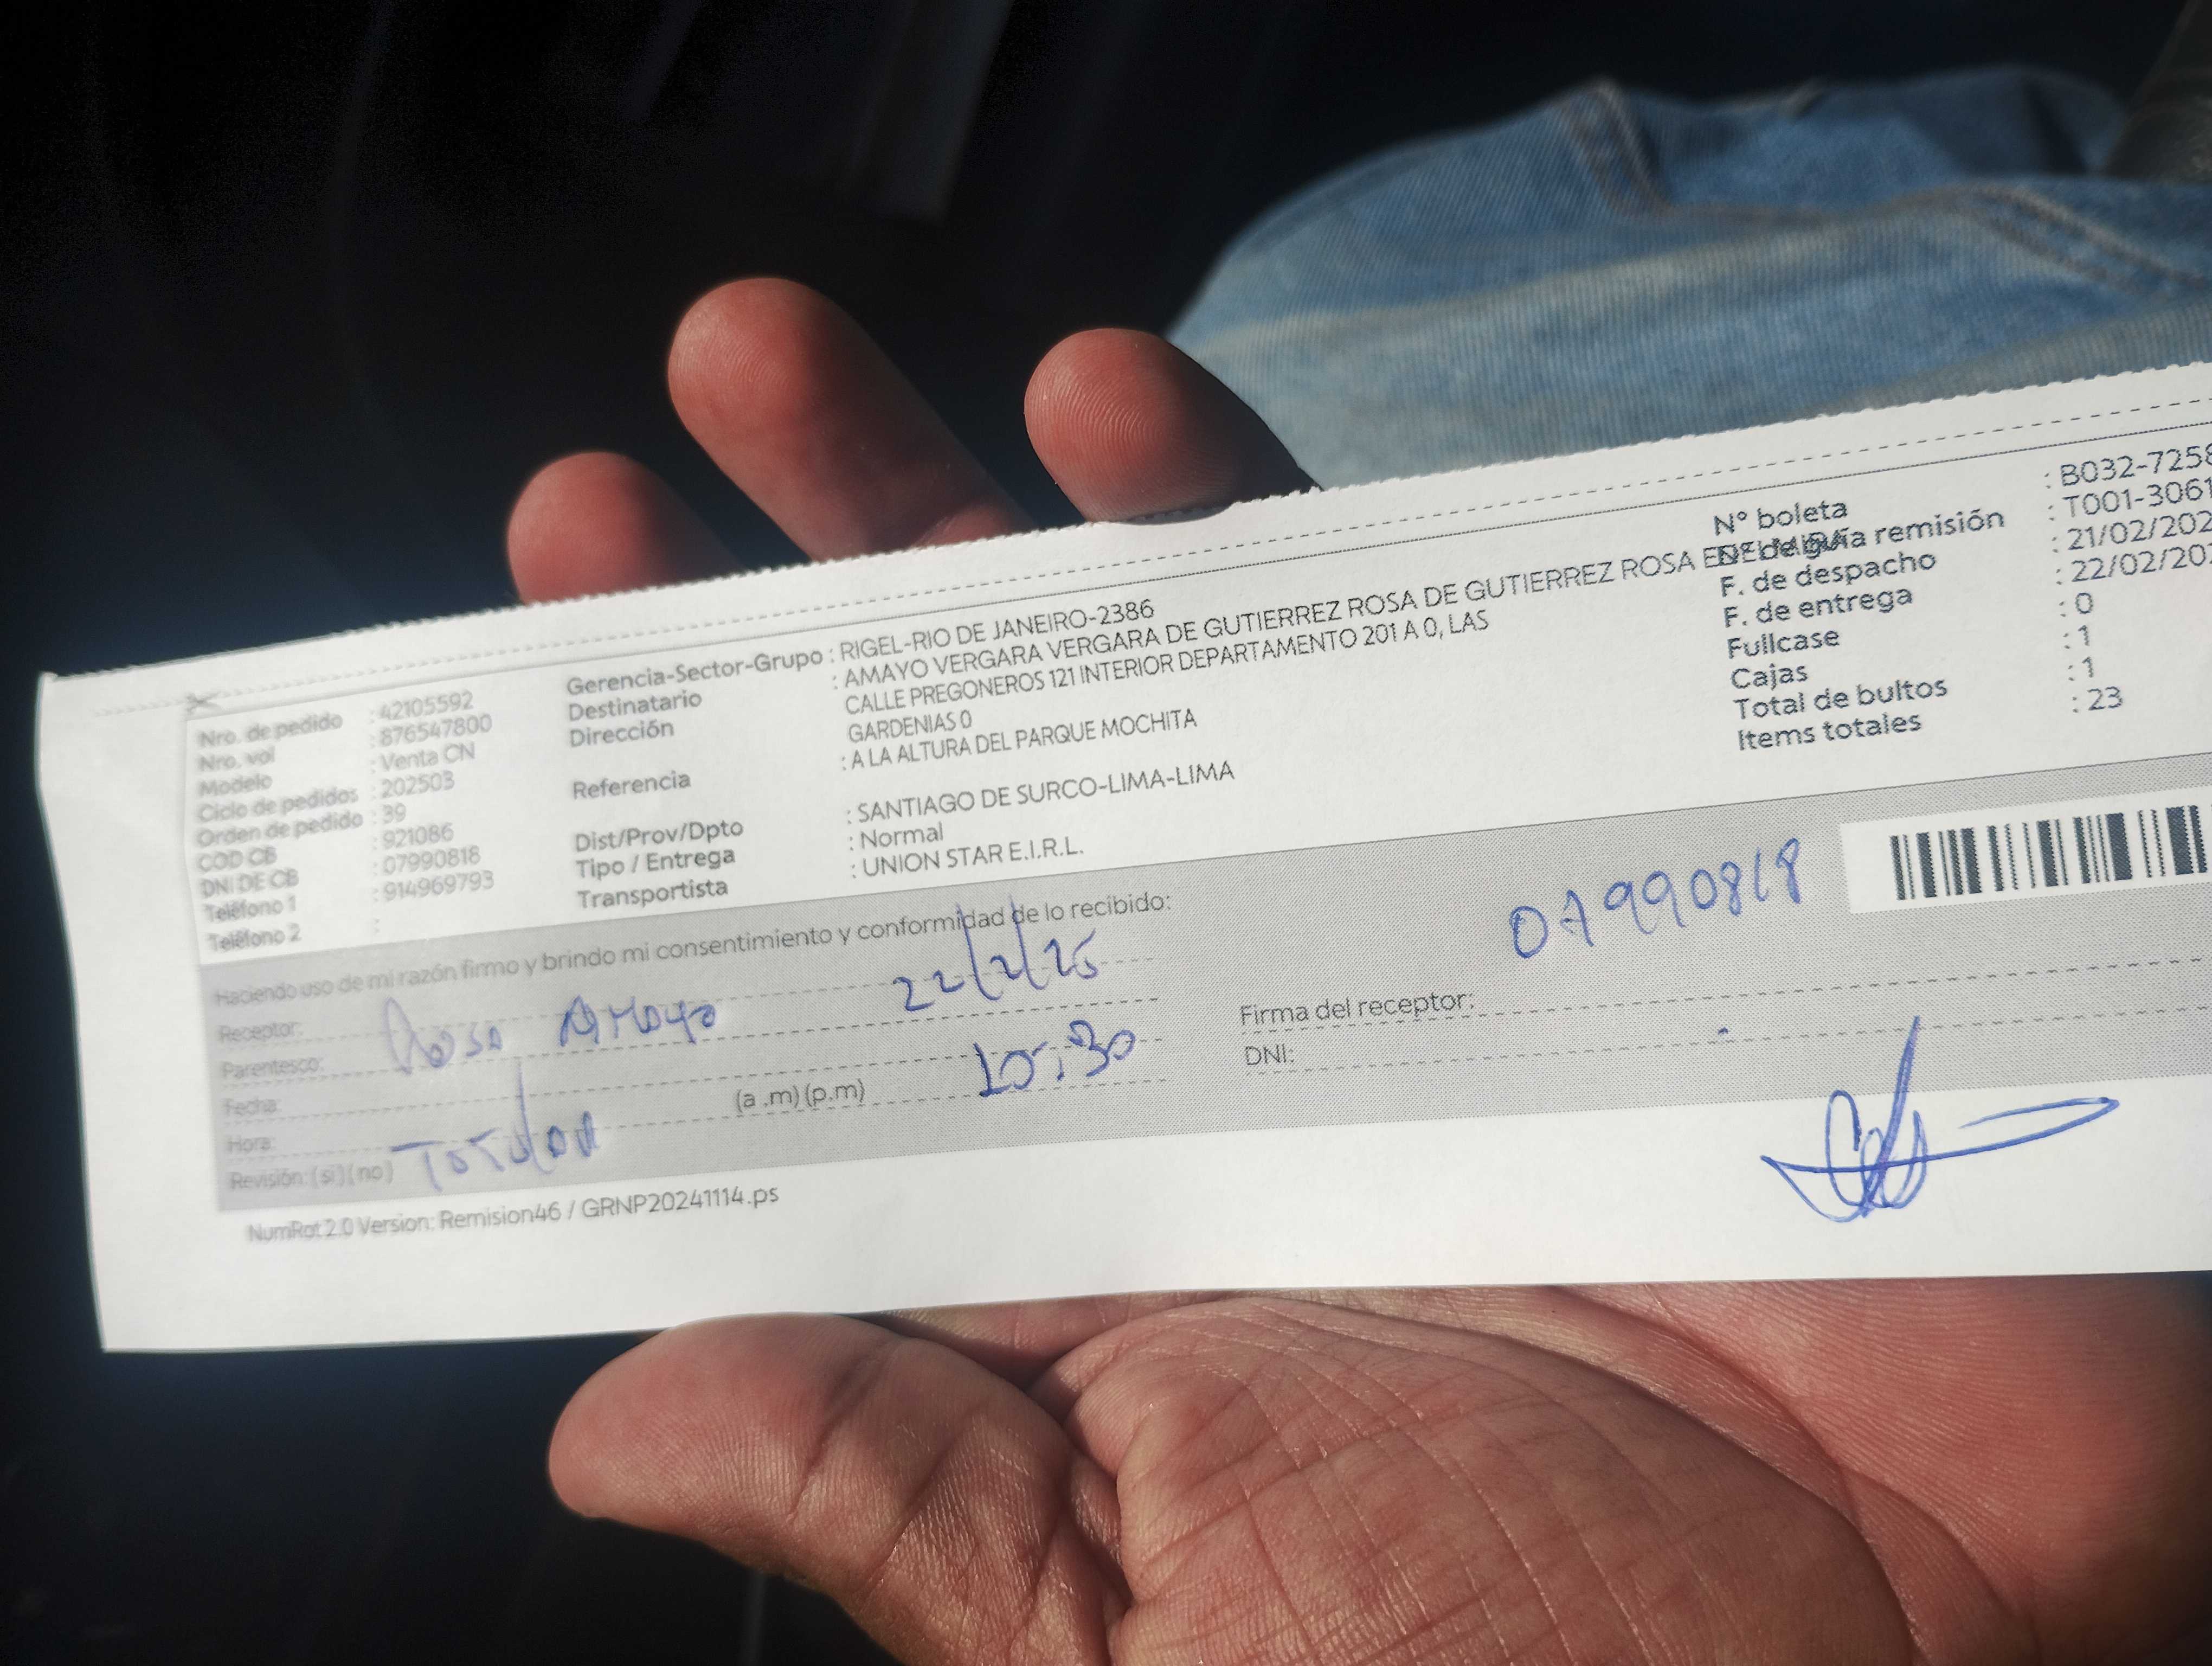 Nro. de pedido : 42105592
Nro. vol : 876547800
Modelo : Venta CN
Ciclo de pedidos : 202503
Orden de pedido : 39
COD CB : 921086
DNI DE CB : 07990818
Teléfono 1 : 914969793
Teléfono 2 :
Gerencia-Sector-Grupo : RIGEL-RIO DE JANEIRO-2386
Destinatario : AMAYO VERGARA VERGARA DE GUTIERREZ ROSA DE GUTIERREZ ROSA EDELMIRA
Dirección CALLE PREGONEROS 121 INTERIOR DEPARTAMENTO 201 A 0, LAS
GARDENIAS 0
Referencia : A LA ALTURA DEL PARQUE MOCHITA
Dist/Prov/Dpto : SANTIAGO DE SURCO-LIMA-LIMA
Tipo / Entrega : Normal
Transportista : UNION STAR E.I.R.L.
N° boleta : B032-7258
N° de guía remisión : T001-3061
F. de despacho : 21/02/202
F. de entrega : 22/02/20
Fullcase : 0
Cajas : 1
Total de bultos : 1
Items totales : 23
Haciendo uso de mi razón firmo y brindo mi consentimiento y conformidad de lo recibido:
Receptor: Rosa Amayo 22/2/25
Parentesco:
Fecha:
Hora: (a .m) (p.m) 10:30
Revisión: (si) (no) Titular
07990818
Firma del receptor:
DNI:
NumRot 2.0 Version: Remision46 / GRNP20241114.ps